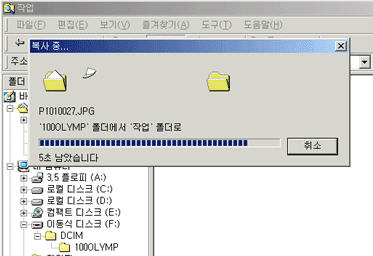 작업
파일(F) 편집(E) 보기(V) 즐겨찾기(A) 도구(T) 도움말(H)
복사 중...
주소
폴더
P1010027.JPG
'100OLYMP' 폴더에서 '작업' 폴더로
취소
5초 남았습니다
3.5 플로피 (A:)
로컬 디스크 (C:)
로컬 디스크 (D:)
컴팩트 디스크 (E:)
이동식 디스크 (F:)
DCIM
100OLYMP